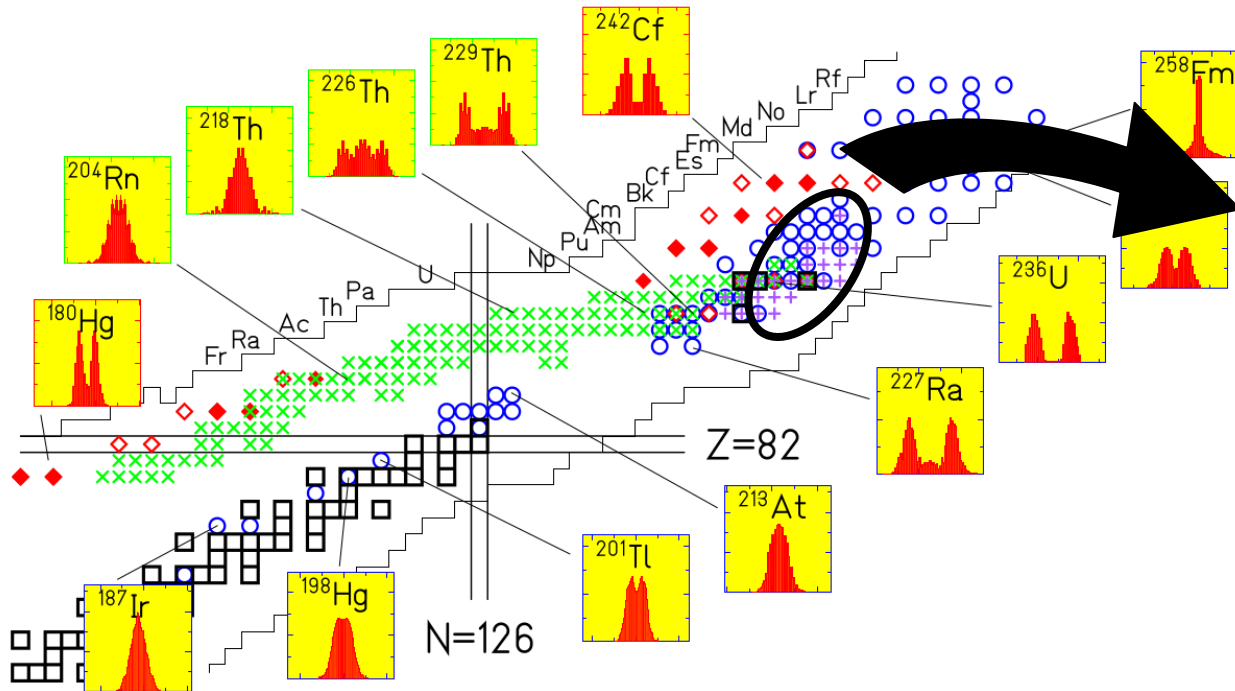 ²⁴²Cf
²²⁹Th
²⁵⁸Fm
²²⁶Th
Rf
Lr
No
Md
Fm
Es
Cf
Bk
Cm
Am
Pu
Np
U
Pa
Th
Ac
Ra
Fr
²¹⁸Th
²⁰⁴Rn
²³⁶U
¹⁸⁰Hg
²²⁷Ra
Z=82
²¹³At
²⁰¹Tl
¹⁹⁸Hg
¹⁸⁷Ir
N=126